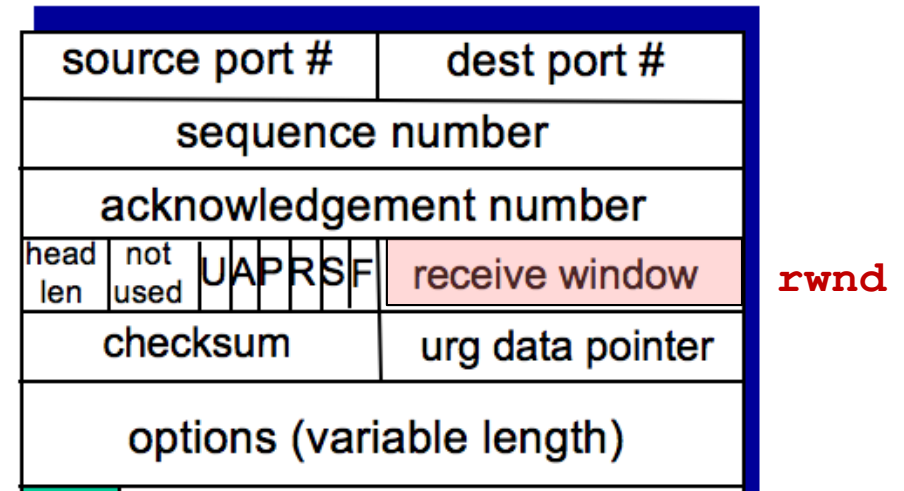 source port # dest port #
sequence number
acknowledgement number
head len not used U A P R S F receive window rwnd
checksum urg data pointer
options (variable length)